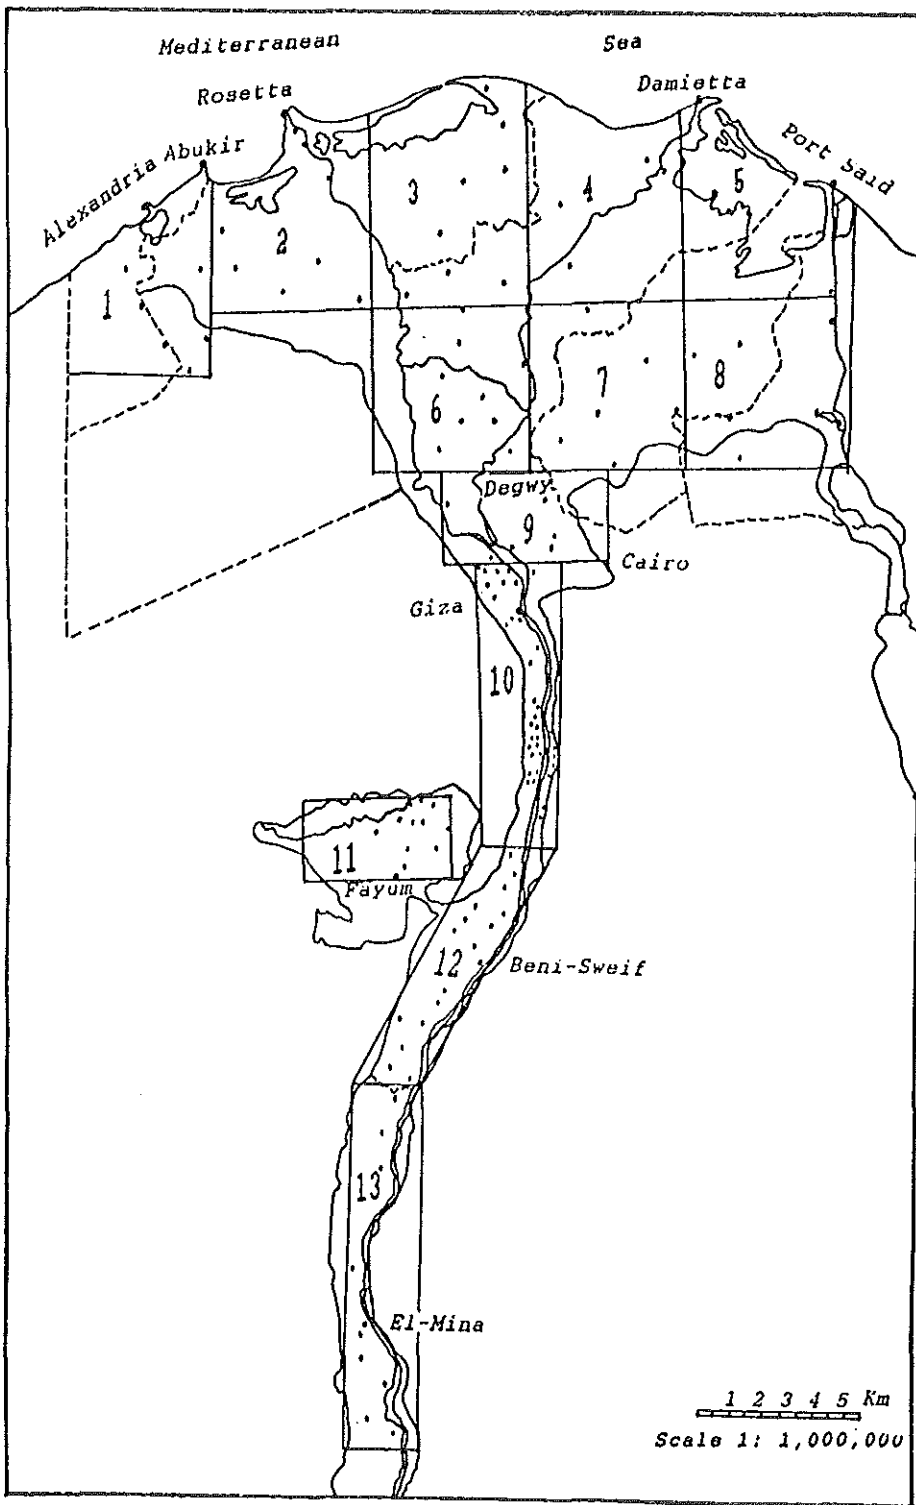 Mediterranean Sea
Rosetta
Damietta
Alexandria
Abukir
Port Said
1
2
3
4
5
6
7
8
Degwy
9
Cairo
Giza
10
11
Fayum
12
Beni-Sweif
13
El-Mina
1 2 3 4 5 Km
Scale 1: 1,000,000